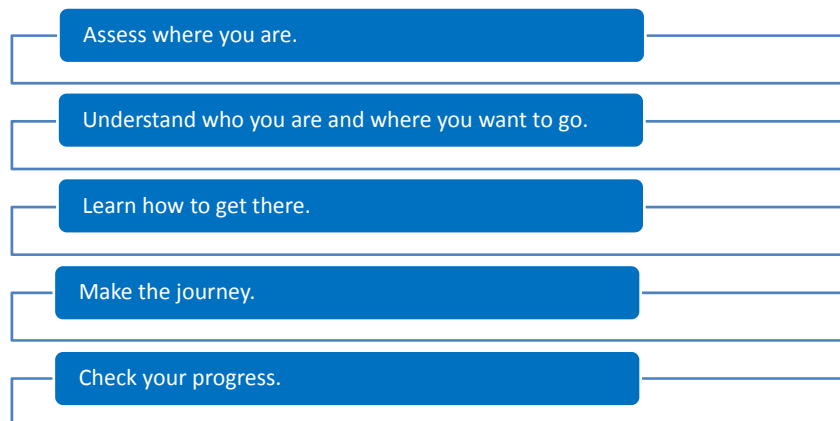 Assess where you are.
Understand who you are and where you want to go.
Learn how to get there.
Make the journey.
Check your progress.